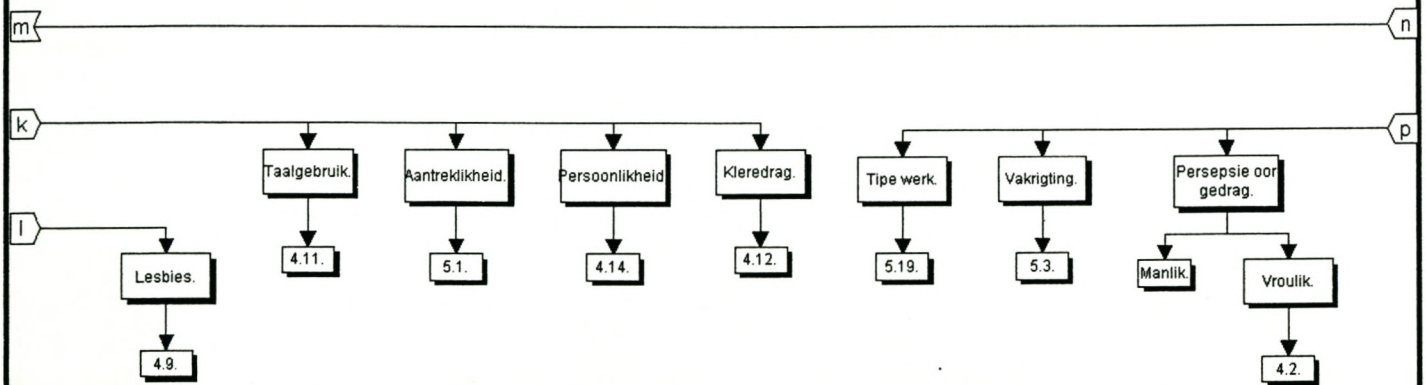 m
n
k
p
Taalgebruik.
Aantreklikheid.
Persoonlikheid
Kleredrag.
Tipe werk.
Vakrigting.
Persepsie oor
gedrag.
l
4.11.
5.1.
4.14.
4.12.
5.19.
5.3.
Manlik.
Vroulik.
Lesbies.
4.9.
4.2.